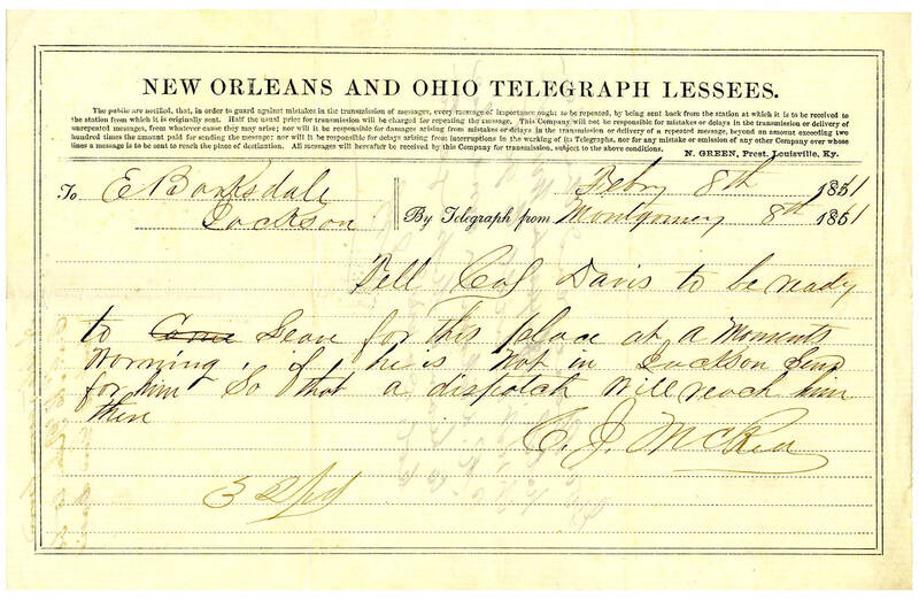 NEW ORLEANS AND OHIO TELEGRAPH LESSEES.
The public are notified, that, in order to guard against mistakes in the transmission of messages, every message of importance ought to be repeated, by being sent back from the station at which it is to be received to
the station from which it is originally sent. Half the usual price for transmission will be charged for repeating the message. This Company will not be responsible for mistakes or delays in the transmission or delivery of
unrepeated messages, from whatever cause they may arise; nor will it be responsible for damages arising from mistakes or delays in the transmission or delivery of a repeated message, beyond an amount exceeding two
hundred times the amount paid for sending the message; nor will it be responsible for delays arising from interruptions in the working of its Telegraphs, nor for any mistake or omission of any other Company over whose
lines a message is to be sent to reach the place of destination. All messages will hereafter be received by this Company for transmission, subject to the above conditions.
N. GREEN, Prest. Louisville, Ky.
To E Barksdale
Jackson
Febry 8th 1861
By Telegraph from Montgomery 8th 1861
Tell Col Davis to be ready
to Come Leave for this place at a Moments
Warning . if he is Not in Jackson Send
for him So that a dispatch Will reach him
then
C. J. McRea
32